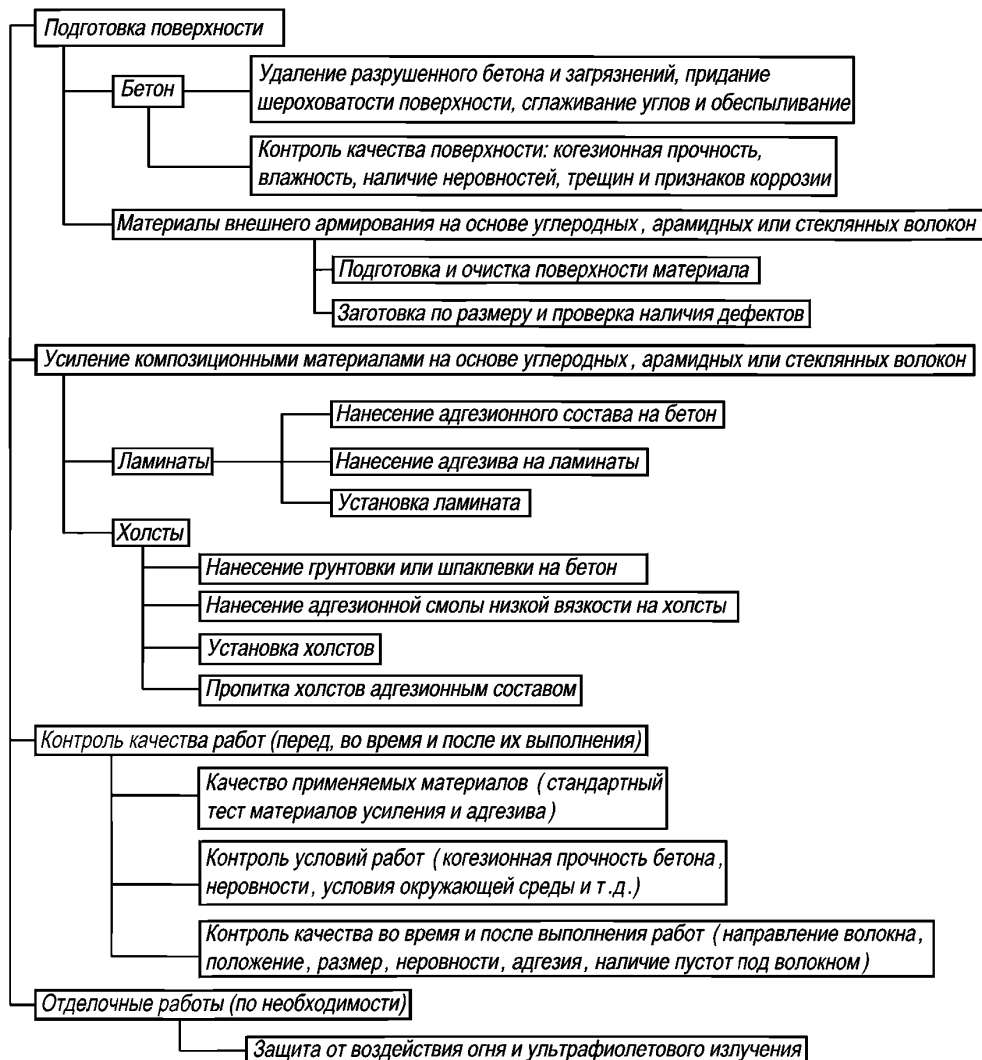 Подготовка поверхности
Бетон
Удаление разрушенного бетона и загрязнений, придание
шероховатости поверхности, сглаживание углов и обеспыливание
Контроль качества поверхности: когезионная прочность,
влажность, наличие неровностей, трещин и признаков коррозии
Материалы внешнего армирования на основе углеродных, арамидных или стеклянных волокон
Подготовка и очистка поверхности материала
Заготовка по размеру и проверка наличия дефектов
Усиление композиционными материалами на основе углеродных, арамидных или стеклянных волокон
Ламинаты
Нанесение адгезионного состава на бетон
Нанесение адгезива на ламинаты
Установка ламината
Холсты
Нанесение грунтовки или шпаклевки на бетон
Нанесение адгезионной смолы низкой вязкости на холсты
Установка холстов
Пропитка холстов адгезионным составом
Контроль качества работ (перед, во время и после их выполнения)
Качество применяемых материалов (стандартный
тест материалов усиления и адгезива)
Контроль условий работ (когезионная прочность бетона,
неровности, условия окружающей среды и т.д.)
Контроль качества во время и после выполнения работ (направление волокна,
положение, размер, неровности, адгезия, наличие пустот под волокном)
Отделочные работы (по необходимости)
Защита от воздействия огня и ультрафиолетового излучения